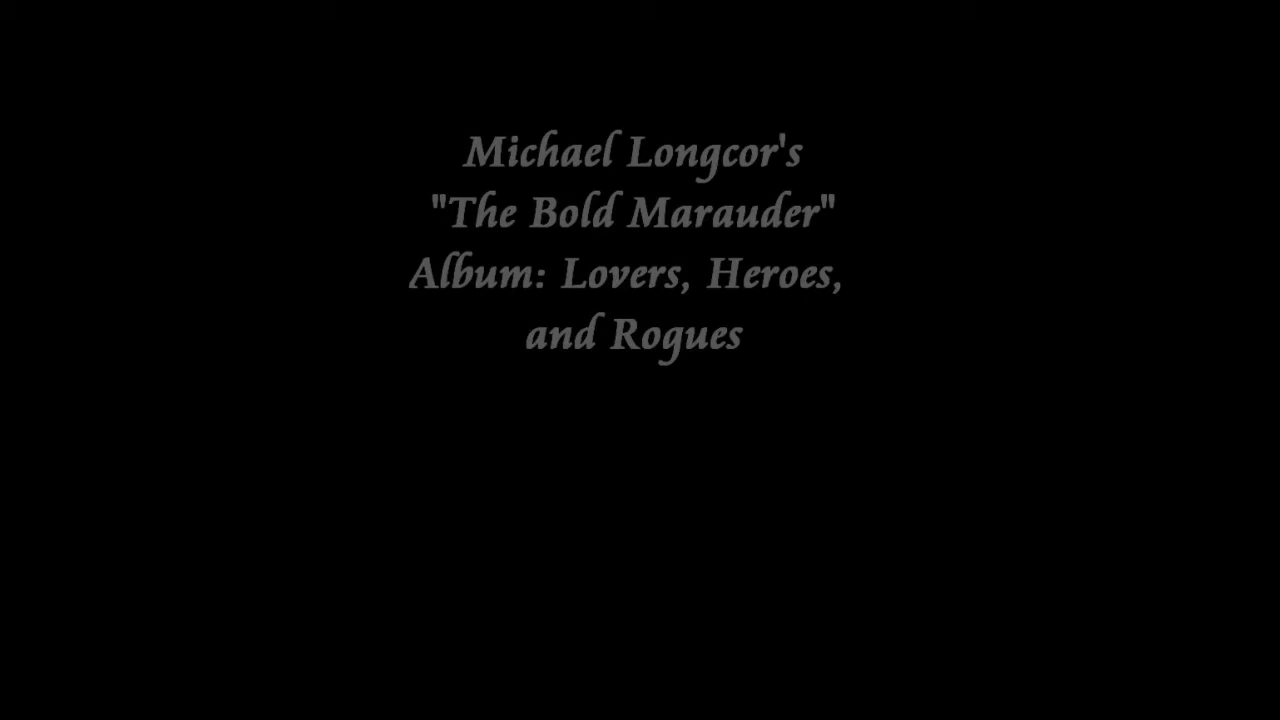 Michael Longcor's
"The Bold Marauder"
Album: Lovers, Heroes,
and Rogues